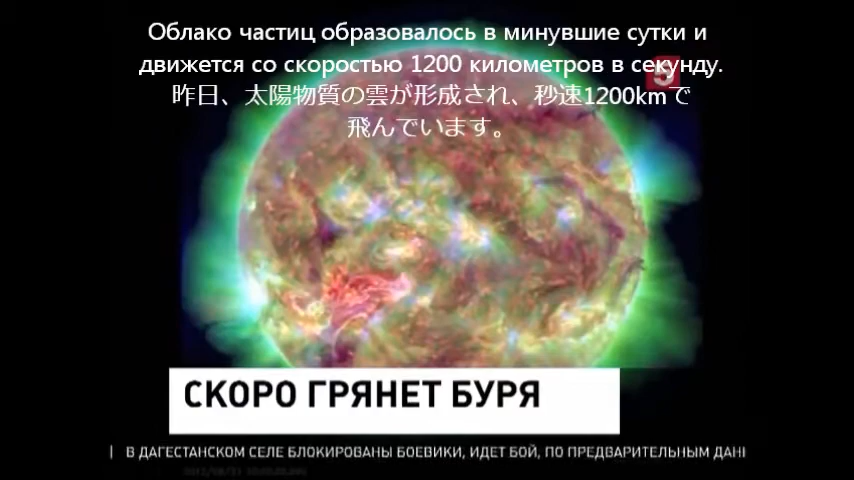 Облако частиц образовалось в минувшие сутки и
движется со скоростью 1200 километров в секунду.
昨日、太陽物質の雲が形成され、秒速1200kmで
飛んでいます。
5
СКОРО ГРЯНЕТ БУРЯ
В ДАГЕСТАНСКОМ СЕЛЕ БЛОКИРОВАНЫ БОЕВИКИ, ИДЕТ БОЙ, ПО ПРЕДВАРИТЕЛЬНЫМ ДАН